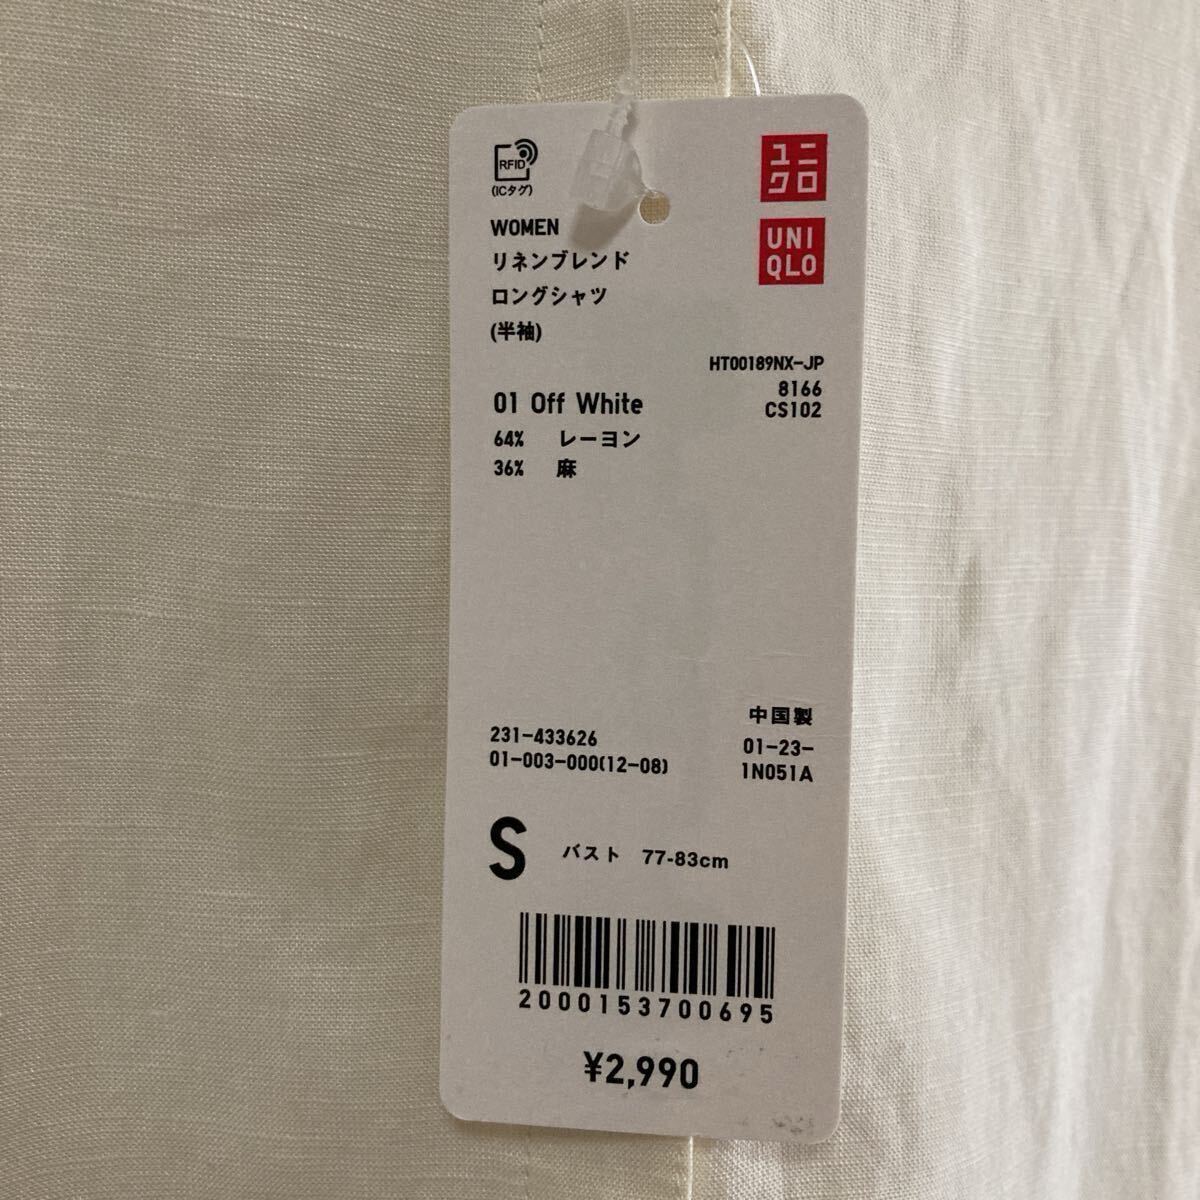 RFID
(ICタグ)
ユニ
クロ
UNI
QLO
WOMEN
リネンブレンド
ロングシャツ
(半袖)
HT00189NX-JP
8166
CS102
01 Off White
64% レーヨン
36% 麻
中国製
231-433626
01-003-000(12-08)
01-23-
1N051A
S バスト 77-83cm
2000153700695
¥2,990